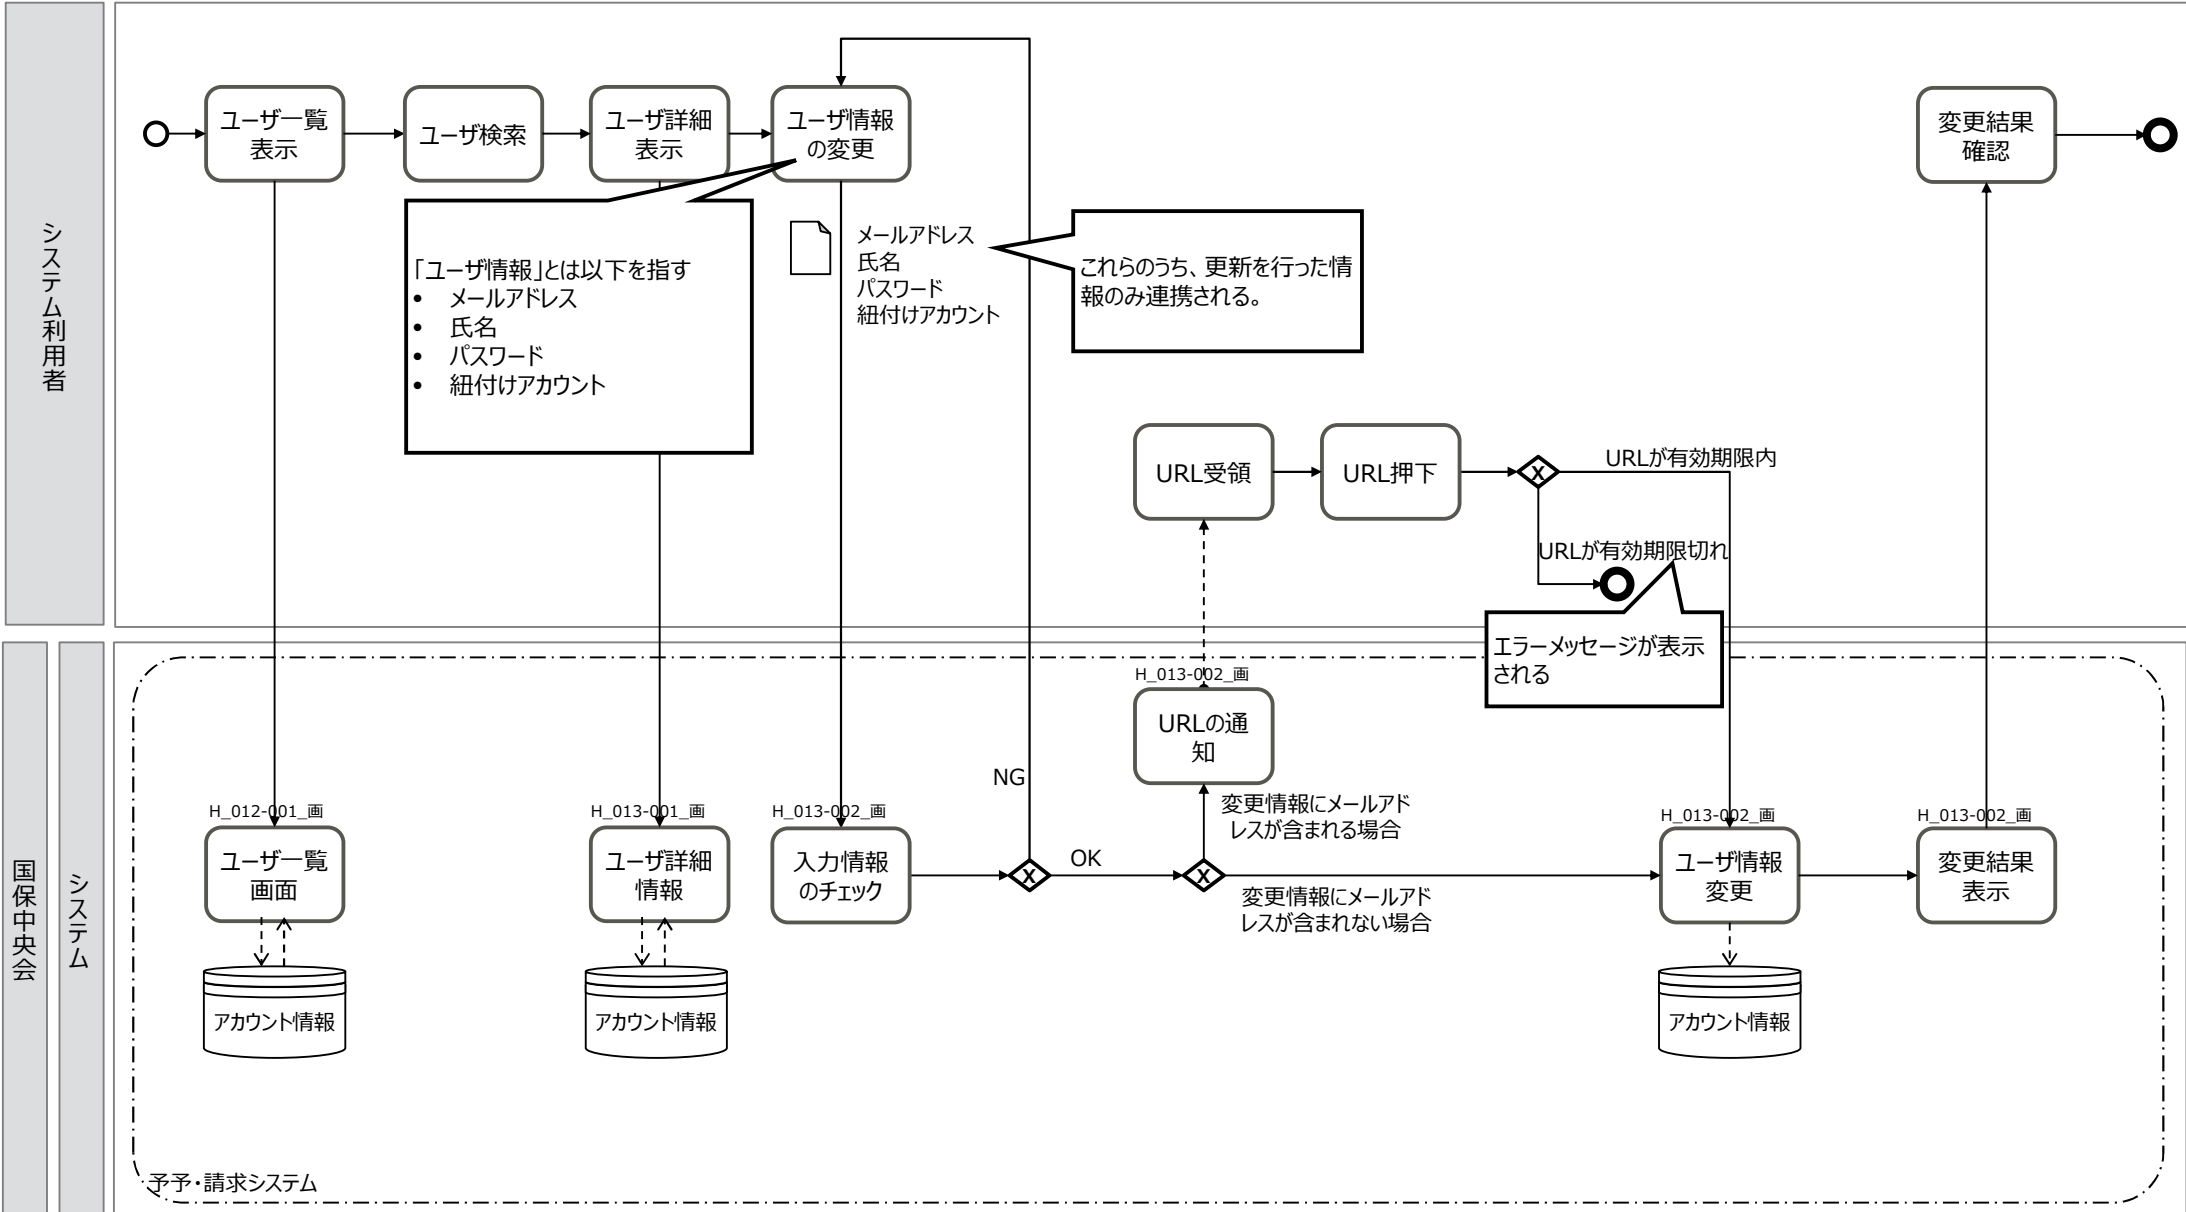 システム利用者
ユーザ一覧
表示
ユーザ検索
ユーザ詳細
表示
ユーザ情報
の変更
変更結果
確認
「ユーザ情報」とは以下を指す
• メールアドレス
• 氏名
• パスワード
• 紐付けアカウント
メールアドレス
氏名
パスワード
紐付けアカウント
これらのうち、更新を行った情
報のみ連携される。
URL受領
URL押下
X
URLが有効期限内
URLが有効期限切れ
エラーメッセージが表示
される
国保中央会
システム
H_013-002_画
URLの通
知
NG
変更情報にメールアド
レスが含まれる場合
H_012-001_画
ユーザ一覧
画面
H_013-001_画
ユーザ詳細
情報
H_013-002_画
入力情報
のチェック
X
OK
X
変更情報にメールアド
レスが含まれない場合
H_013-002_画
ユーザ情報
変更
H_013-002_画
変更結果
表示
アカウント情報
アカウント情報
アカウント情報
予予・請求システム